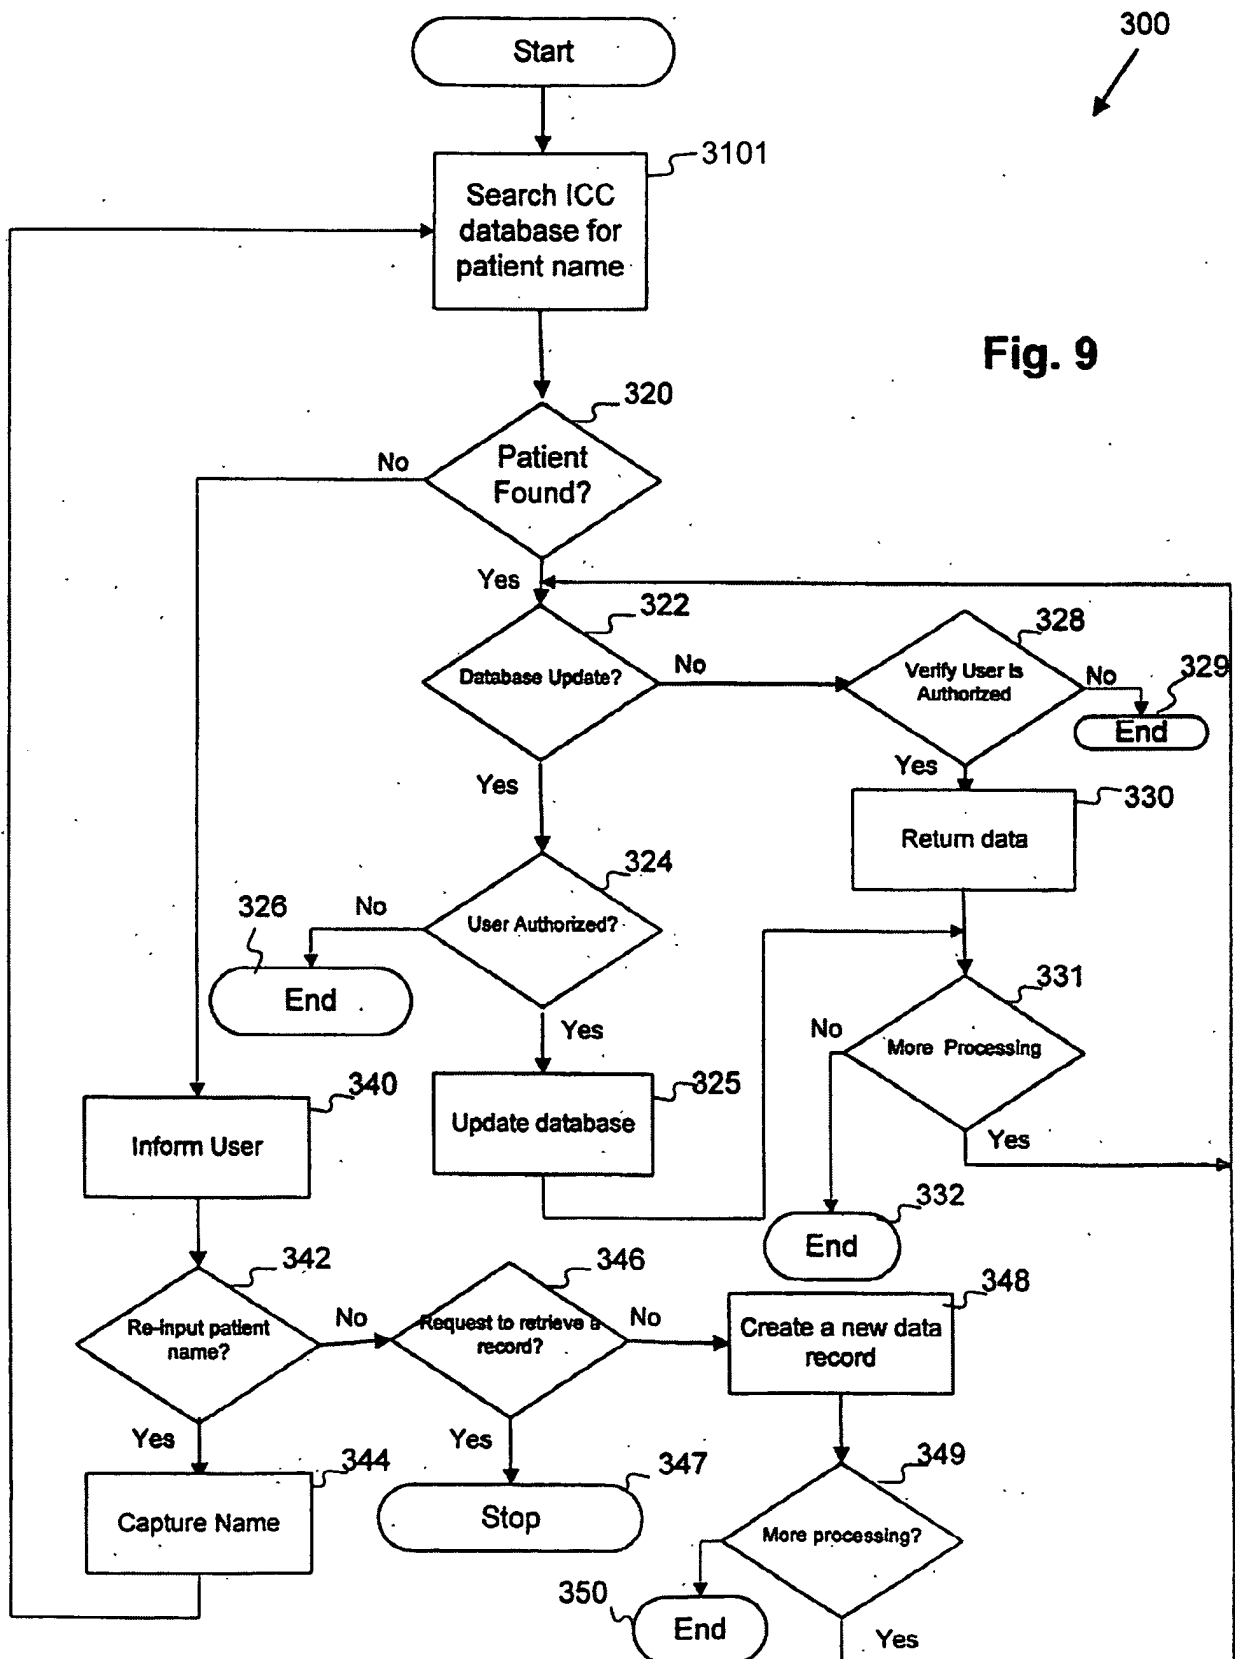 300
Start
3101
Search ICC
database for
patient name
Fig. 9
320
No
Patient
Found?
Yes
322
Database Update?
No
328
Verify User is
Authorized
No
329
End
Yes
Yes
330
Return data
324
User Authorized?
No
326
End
Yes
331
More Processing
No
Yes
325
Update database
340
Inform User
332
End
342
Re-input patient
name?
No
346
Request to retrieve a
record?
No
348
Create a new data
record
Yes
344
Capture Name
Yes
347
Stop
349
More processing?
350
End
Yes